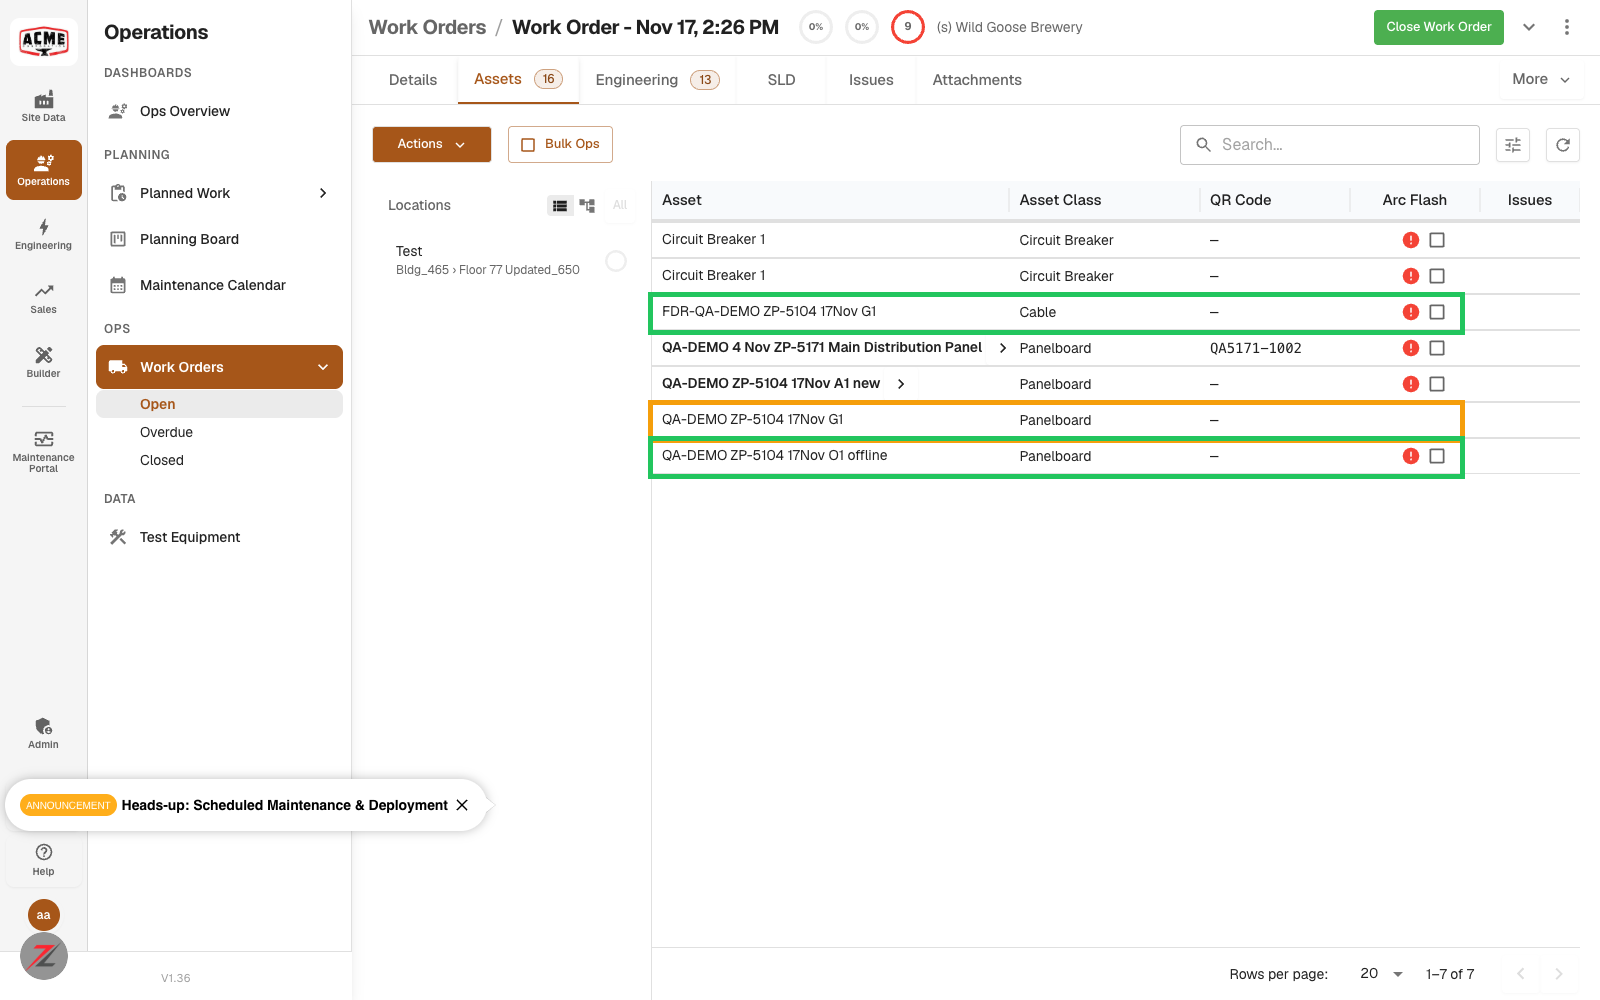 ACME
Site Data
Operations
Engineering
Sales
Builder
Maintenance
Portal
Admin
Help
aa
Operations
DASHBOARDS
Ops Overview
PLANNING
Planned Work
Planning Board
Maintenance Calendar
OPS
Work Orders
Open
Overdue
Closed
DATA
Test Equipment
ANNOUNCEMENT Heads-up: Scheduled Maintenance & Deployment
V1.36
Work Orders / Work Order - Nov 17, 2:26 PM 0% 0% 9 (s) Wild Goose Brewery Close Work Order
Details Assets 16 Engineering 13 SLD Issues Attachments More
Actions Bulk Ops Search...
Locations All
Test
Bldg_465 › Floor 77 Updated_650
Asset Asset Class QR Code Arc Flash Issues
Circuit Breaker 1 Circuit Breaker –
Circuit Breaker 1 Circuit Breaker –
FDR-QA-DEMO ZP-5104 17Nov G1 Cable –
QA-DEMO 4 Nov ZP-5171 Main Distribution Panel Panelboard QA5171-1002
QA-DEMO ZP-5104 17Nov A1 new Panelboard –
QA-DEMO ZP-5104 17Nov G1 Panelboard –
QA-DEMO ZP-5104 17Nov O1 offline Panelboard –
Rows per page: 20 1–7 of 7